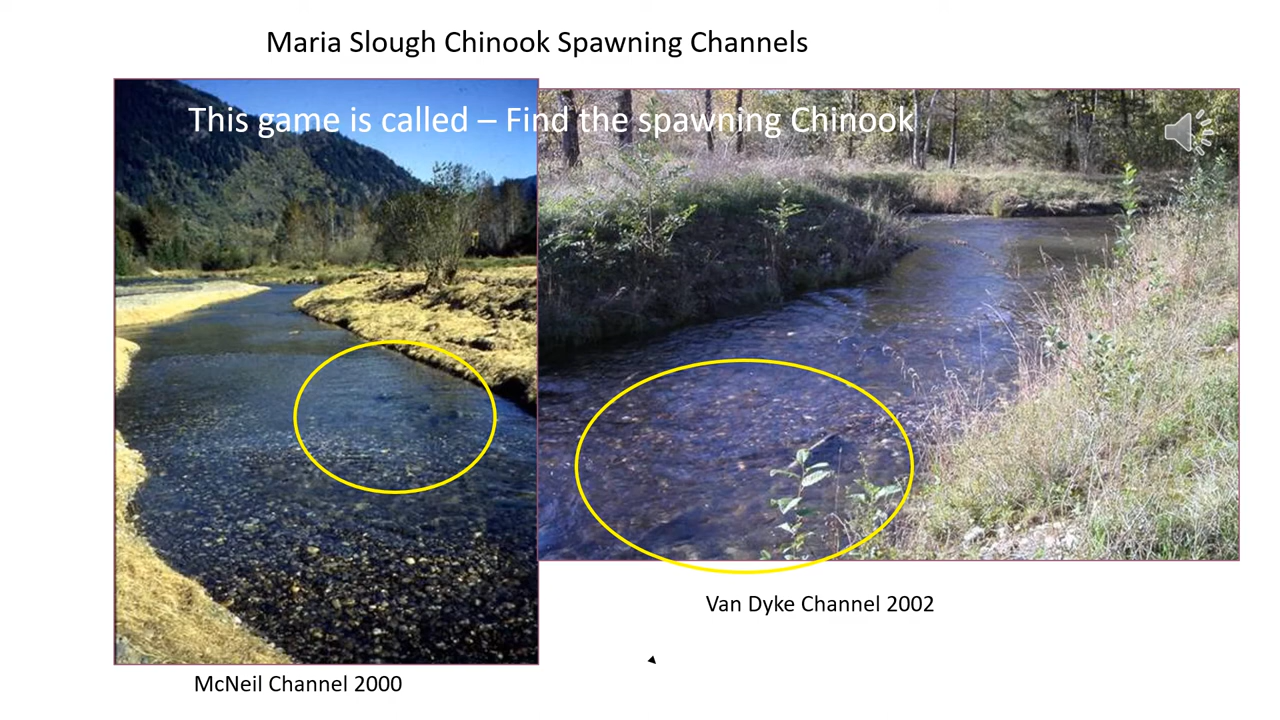 Maria Slough Chinook Spawning Channels
This game is called – Find the spawning Chinook
Van Dyke Channel 2002
McNeil Channel 2000